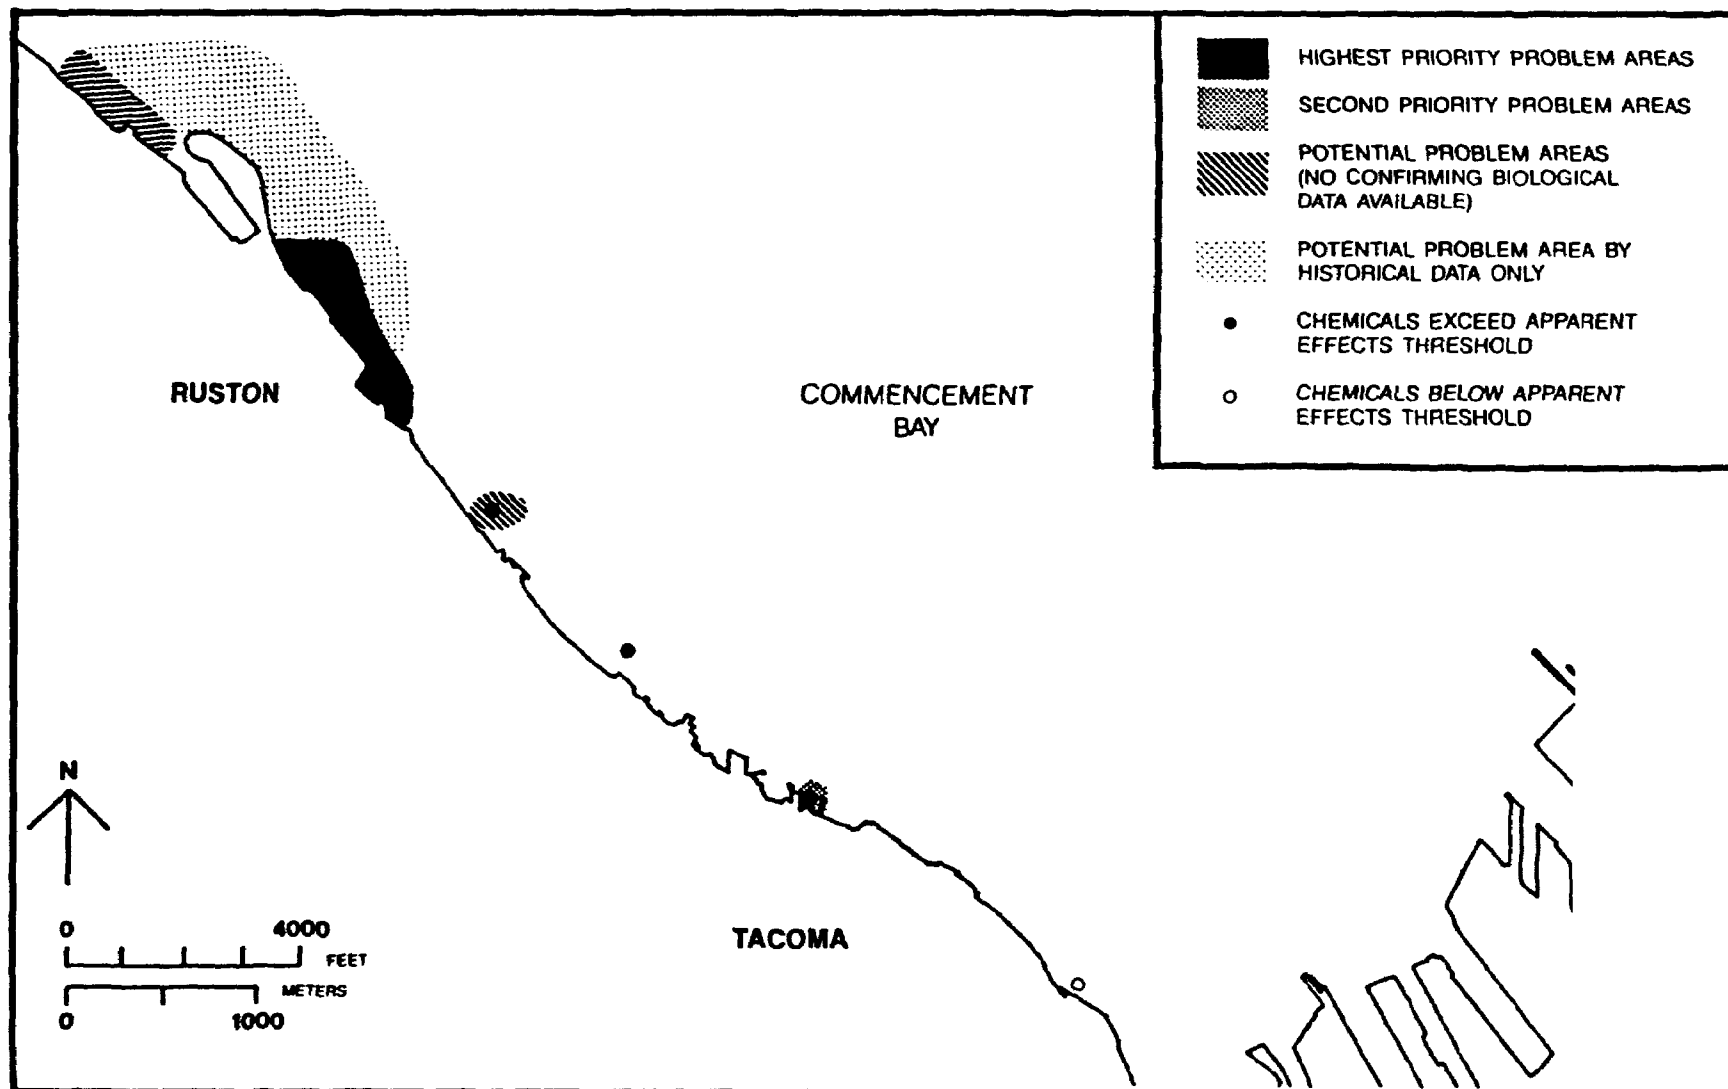 HIGHEST PRIORITY PROBLEM AREAS
SECOND PRIORITY PROBLEM AREAS
POTENTIAL PROBLEM AREAS
(NO CONFIRMING BIOLOGICAL
DATA AVAILABLE)
POTENTIAL PROBLEM AREA BY
HISTORICAL DATA ONLY
CHEMICALS EXCEED APPARENT
EFFECTS THRESHOLD
CHEMICALS BELOW APPARENT
EFFECTS THRESHOLD
RUSTON
COMMENCEMENT
BAY
TACOMA
N
0 4000
FEET
METERS
0 1000